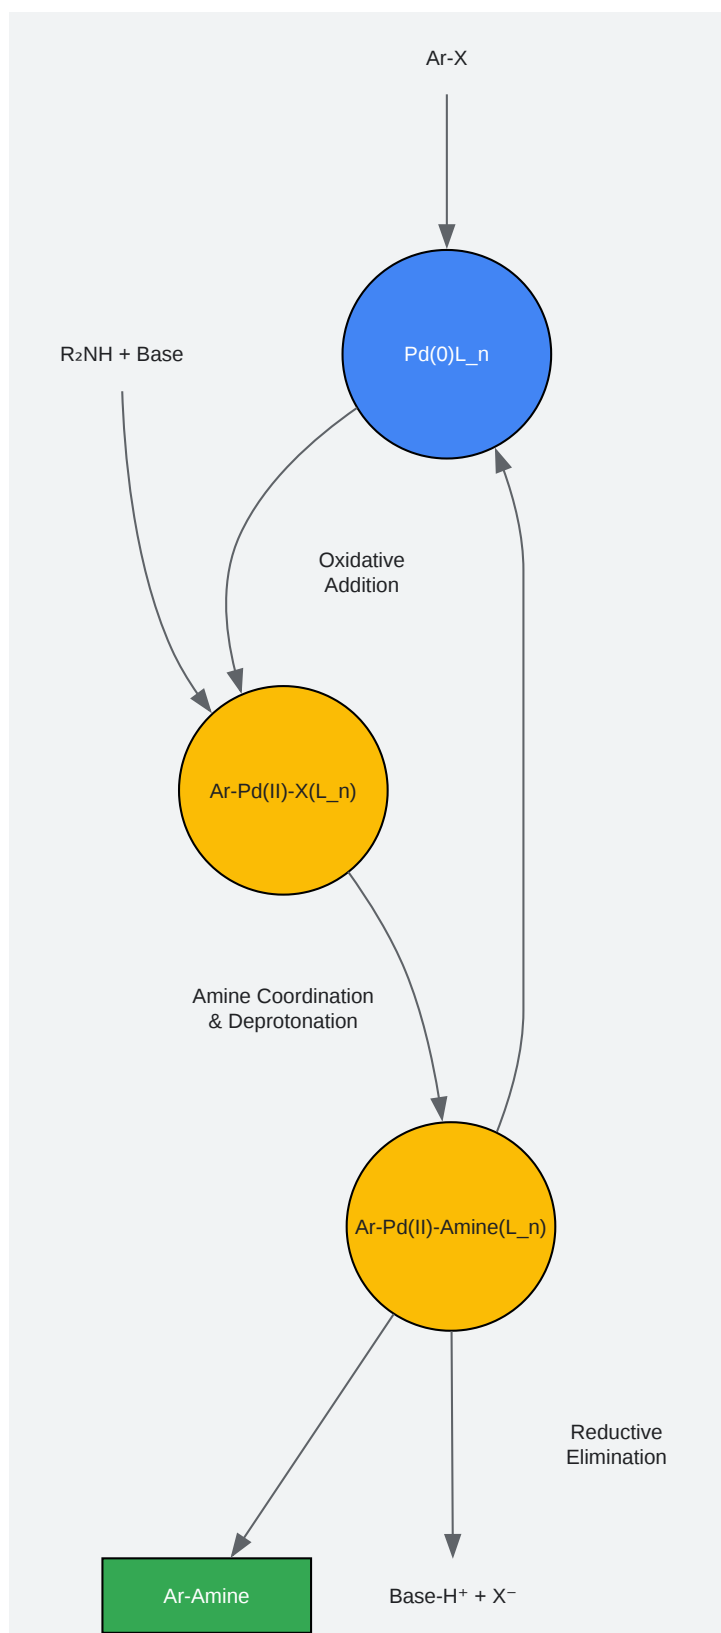 Ar-X
Pd(0)L_n
R₂NH + Base
Oxidative
Addition
Ar-Pd(II)-X(L_n)
Amine Coordination
& Deprotonation
Ar-Pd(II)-Amine(L_n)
Reductive
Elimination
Ar-Amine
Base-H⁺ + X⁻